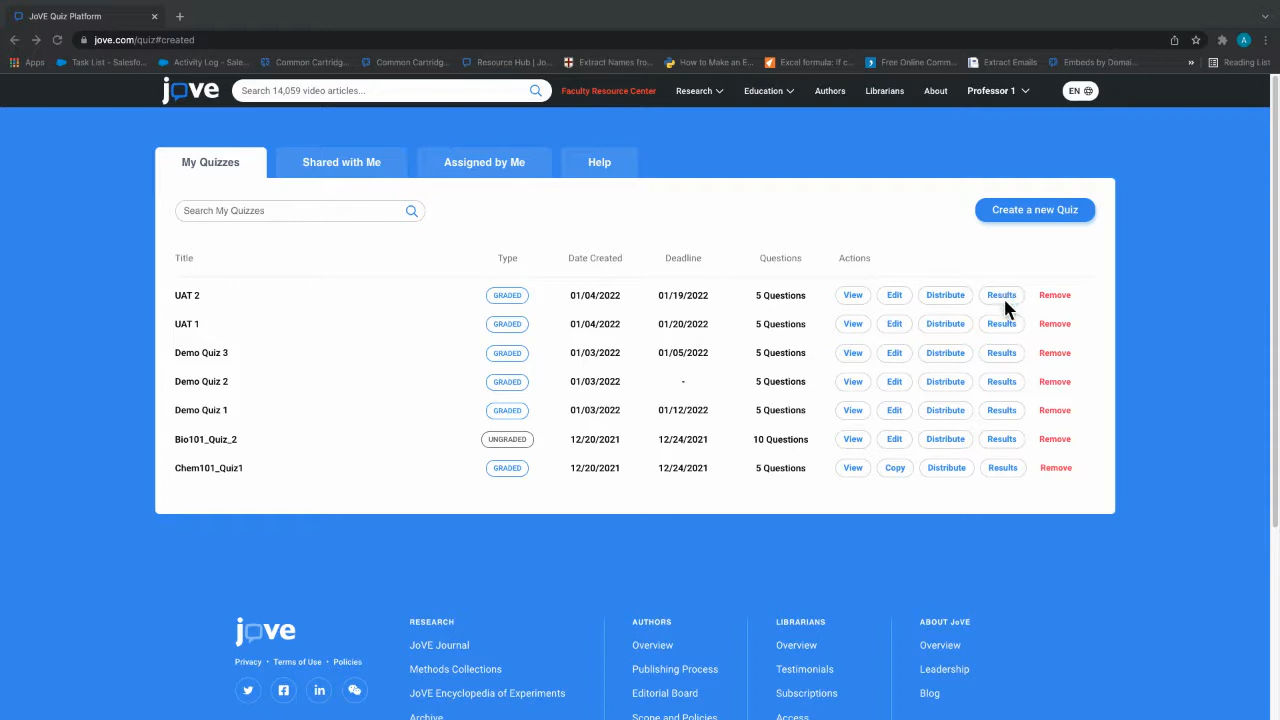 JoVE Quiz Platform
jove.com/quiz#created
Apps Task List - Salesfo... Activity Log - Sale... Common Cartridg... Common Cartridg... Resource Hub | Jo... Extract Names fro... How to Make an E... Excel formula: if c... Free Online Comm... Extract Emails Embeds by Domai... » Reading List
jove Search 14,059 video articles... Faculty Resource Center Research Education Authors Librarians About Professor 1 EN
My Quizzes Shared with Me Assigned by Me Help
Search My Quizzes Create a new Quiz
Title Type Date Created Deadline Questions Actions
UAT 2 GRADED 01/04/2022 01/19/2022 5 Questions View Edit Distribute Results Remove
UAT 1 GRADED 01/04/2022 01/20/2022 5 Questions View Edit Distribute Results Remove
Demo Quiz 3 GRADED 01/03/2022 01/05/2022 5 Questions View Edit Distribute Results Remove
Demo Quiz 2 GRADED 01/03/2022 - 5 Questions View Edit Distribute Results Remove
Demo Quiz 1 GRADED 01/03/2022 01/12/2022 5 Questions View Edit Distribute Results Remove
Bio101_Quiz_2 UNGRADED 12/20/2021 12/24/2021 10 Questions View Edit Distribute Results Remove
Chem101_Quiz1 GRADED 12/20/2021 12/24/2021 5 Questions View Copy Distribute Results Remove
jove RESEARCH AUTHORS LIBRARIANS ABOUT JoVE
JoVE Journal Overview Overview Overview
Privacy • Terms of Use • Policies Methods Collections Publishing Process Testimonials Leadership
JoVE Encyclopedia of Experiments Editorial Board Subscriptions Blog
Archive Scope and Policies Access